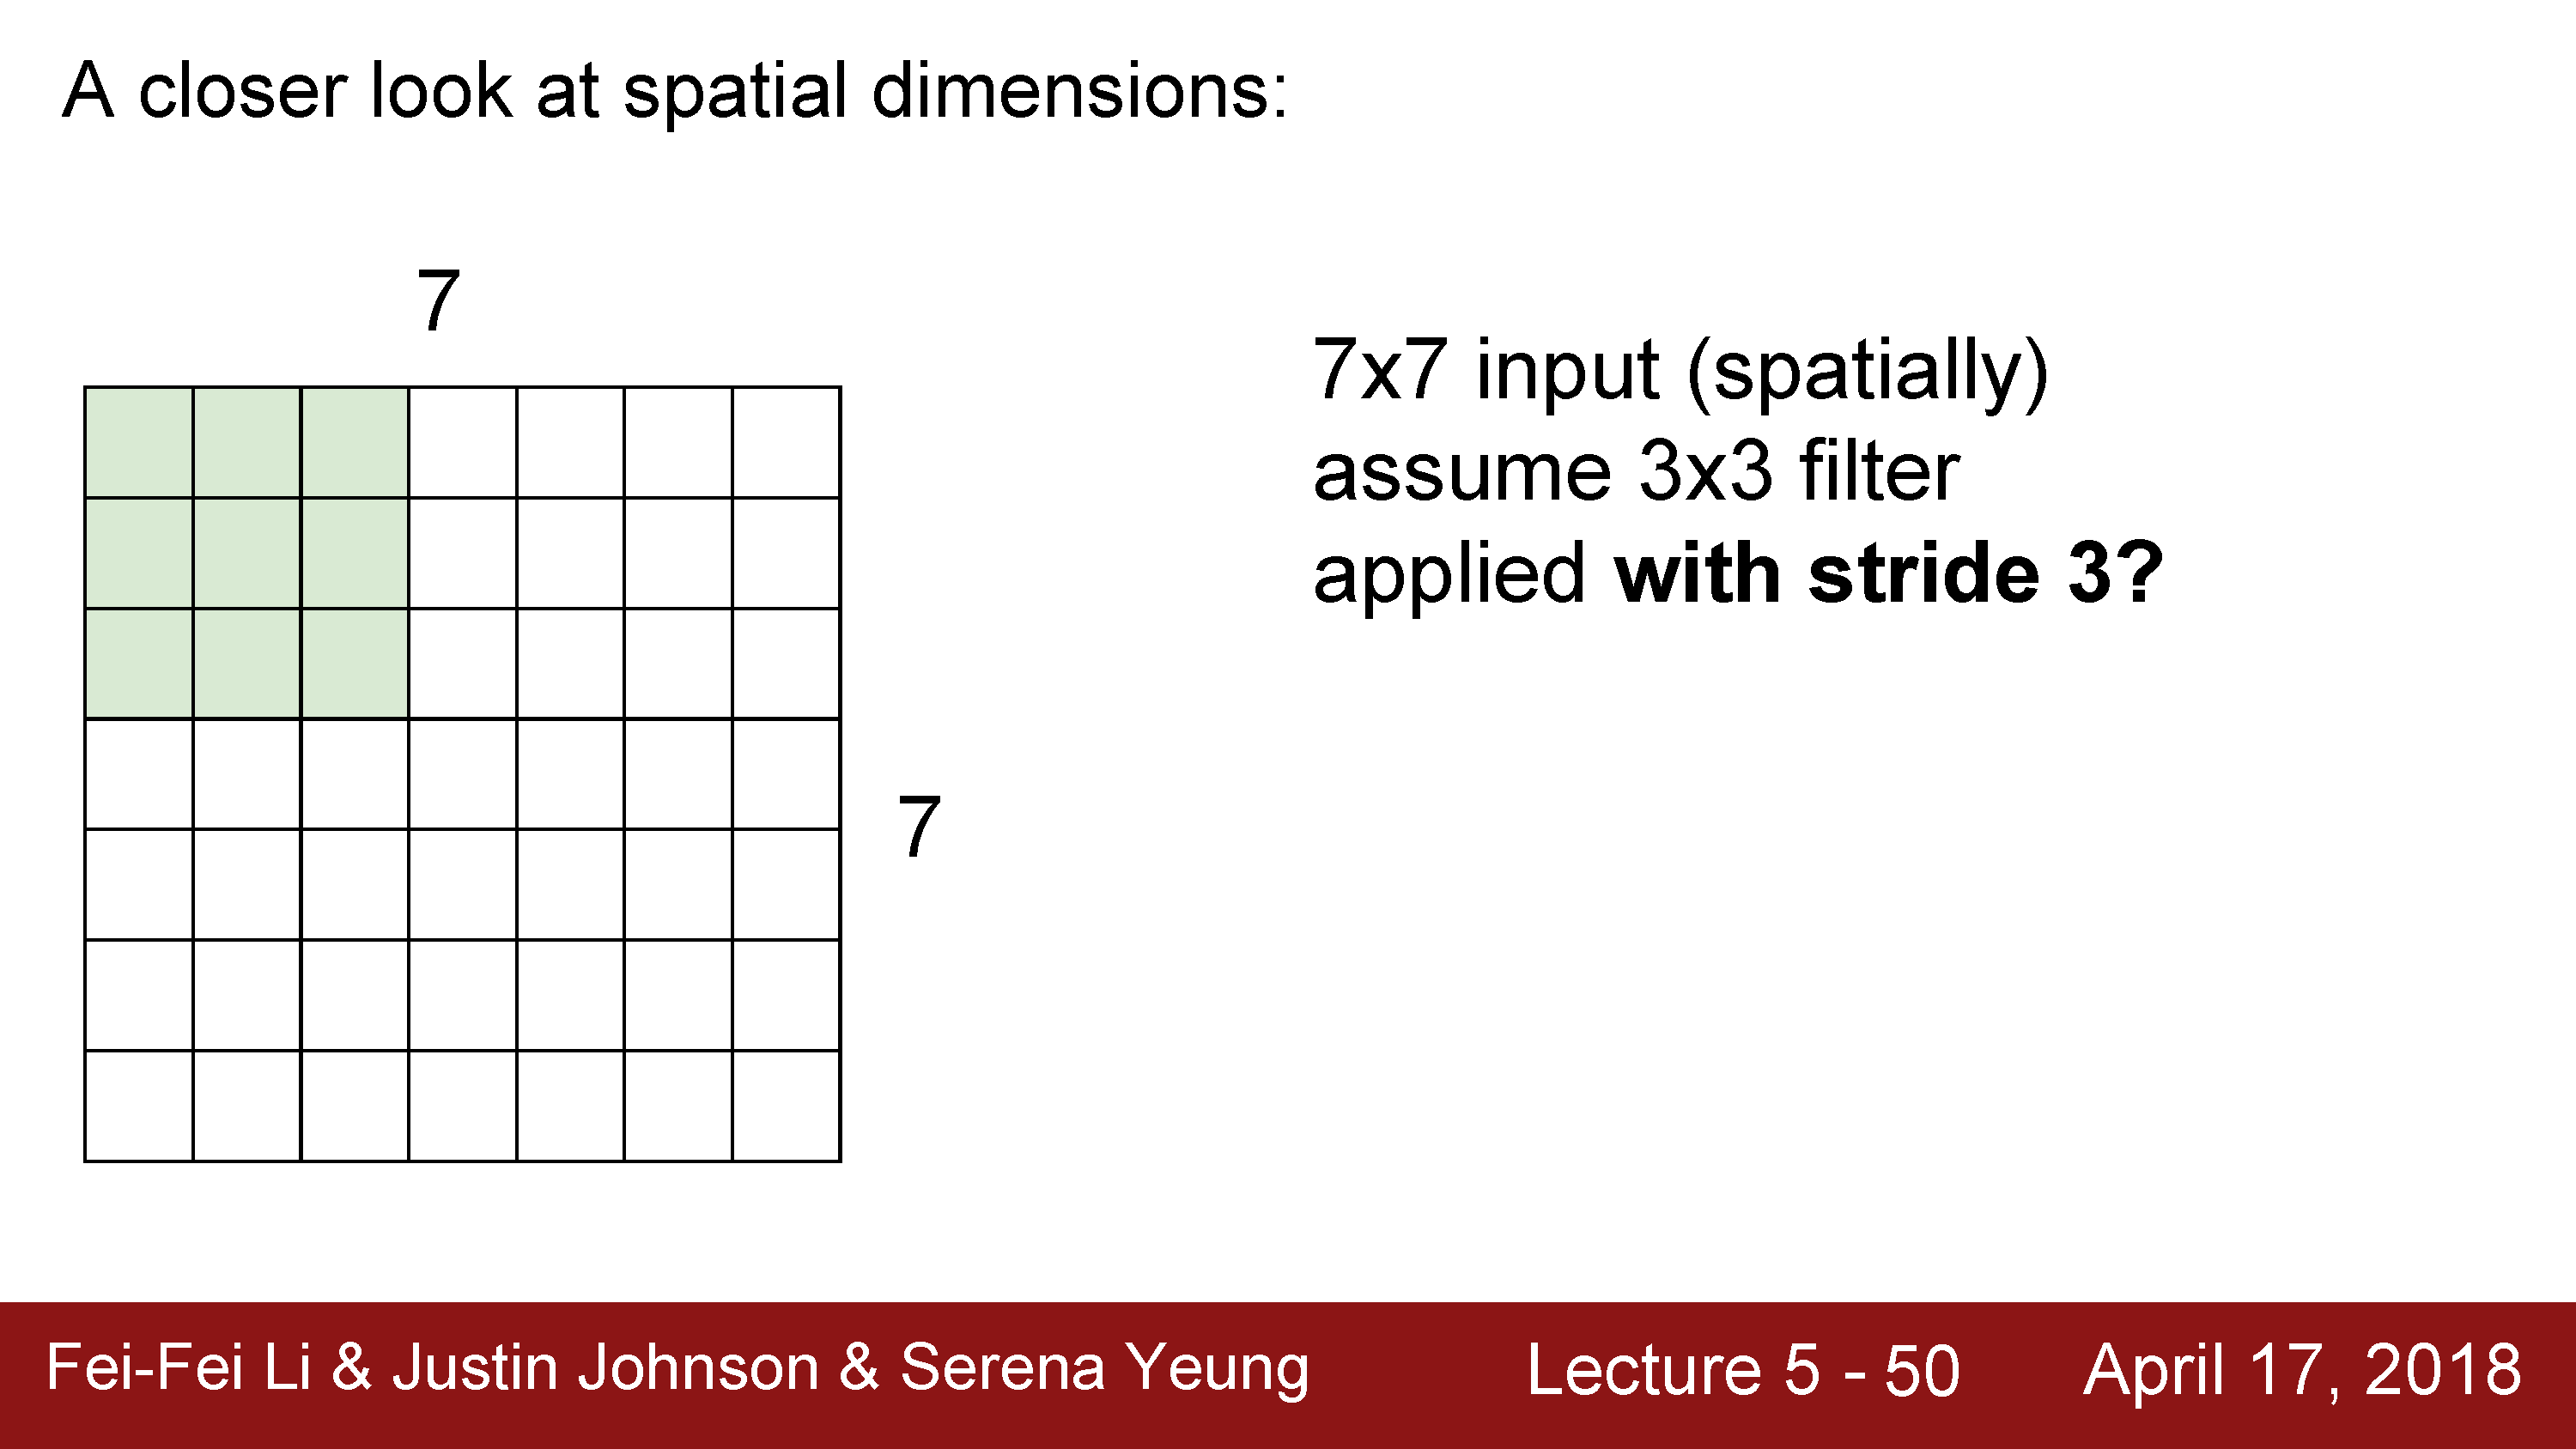 A closer look at spatial dimensions:
7
7x7 input (spatially)
assume 3x3 filter
applied with stride 3?
7
Fei-Fei Li & Justin Johnson & Serena Yeung
Lecture 5 - 50
April 17, 2018